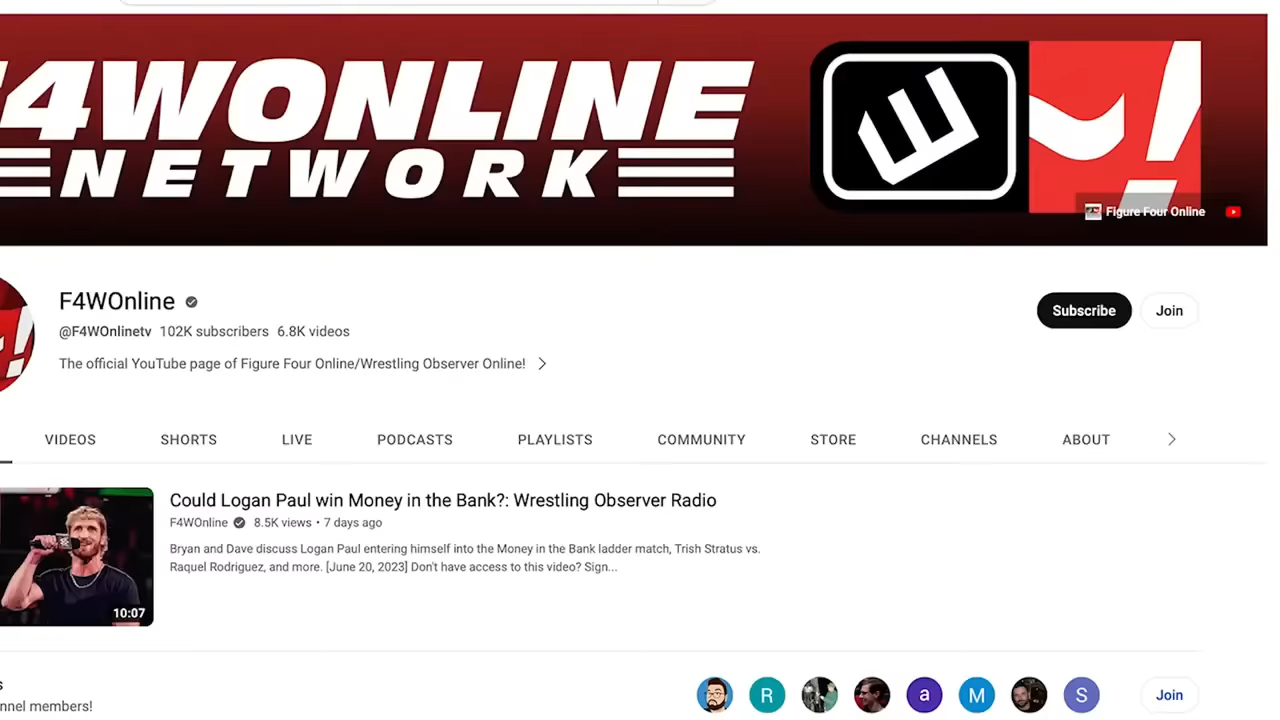 F4WONLINE
NETWORK
Figure Four Online
F4WOnline
@F4WOnlinetv 102K subscribers 6.8K videos
The official YouTube page of Figure Four Online/Wrestling Observer Online!
Subscribe
Join
VIDEOS SHORTS LIVE PODCASTS PLAYLISTS COMMUNITY STORE CHANNELS ABOUT
Could Logan Paul win Money in the Bank?: Wrestling Observer Radio
F4WOnline 8.5K views • 7 days ago
Bryan and Dave discuss Logan Paul entering himself into the Money in the Bank ladder match, Trish Stratus vs.
Raquel Rodriguez, and more. [June 20, 2023] Don't have access to this video? Sign...
10:07
s
nnel members!
R
a
M
S
Join